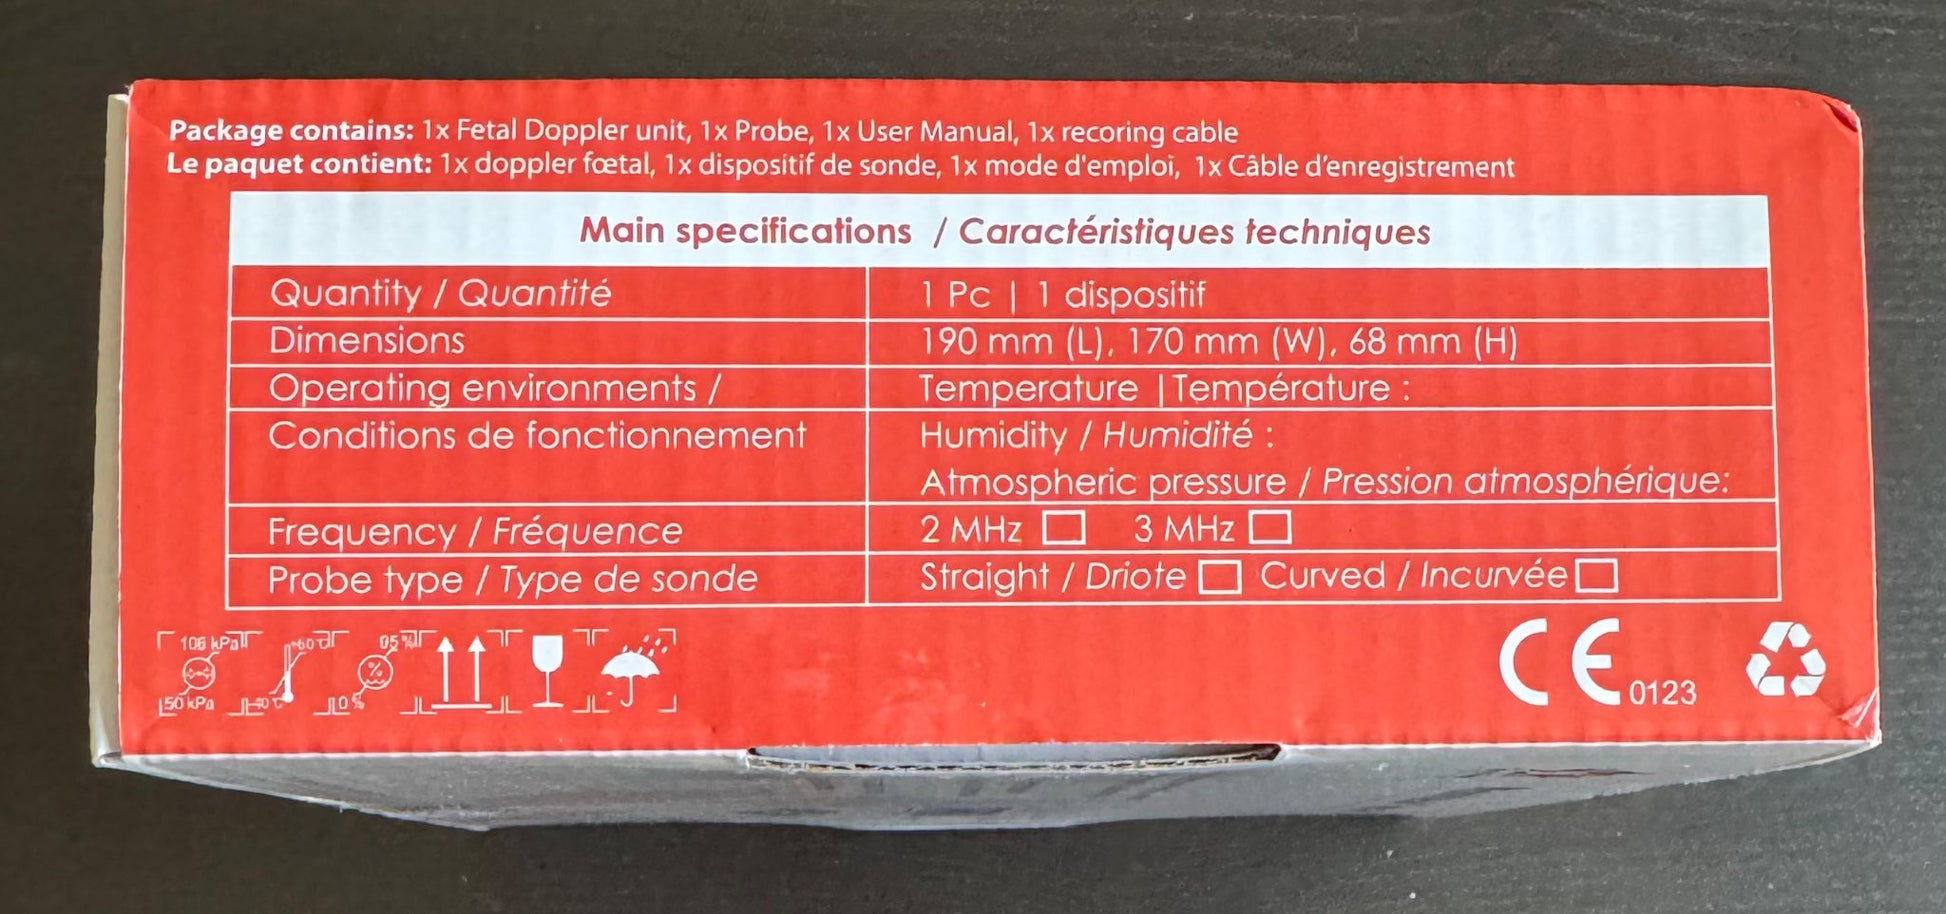 Package contains: 1x Fetal Doppler unit, 1x Probe, 1x User Manual, 1x recoring cable
Le paquet contient: 1x doppler fœtal, 1x dispositif de sonde, 1x mode d'emploi, 1x Câble d'enregistrement
Main specifications / Caractéristiques techniques
Quantity / Quantité 1 Pc | 1 dispositif
Dimensions 190 mm (L), 170 mm (W), 68 mm (H)
Operating environments / Temperature | Température :
Conditions de fonctionnement Humidity / Humidité :
Atmospheric pressure / Pression atmosphérique:
Frequency / Fréquence 2 MHz 3 MHz
Probe type / Type de sonde Straight / Driote Curved / Incurvée
106 kPa +60℃ 95%
%
50 kPa 0%
CE 0123